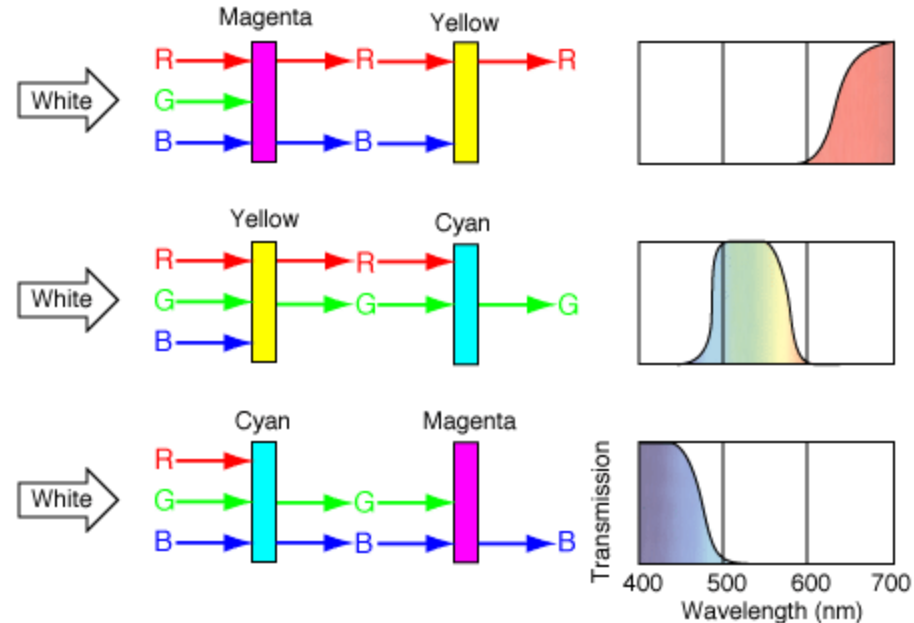 Magenta
Yellow
White
R R R
G
B B
Yellow
Cyan
White
R R
G G G
B
Cyan
Magenta
White
R
G G
B B B
Transmission
400 500 600 700
Wavelength (nm)